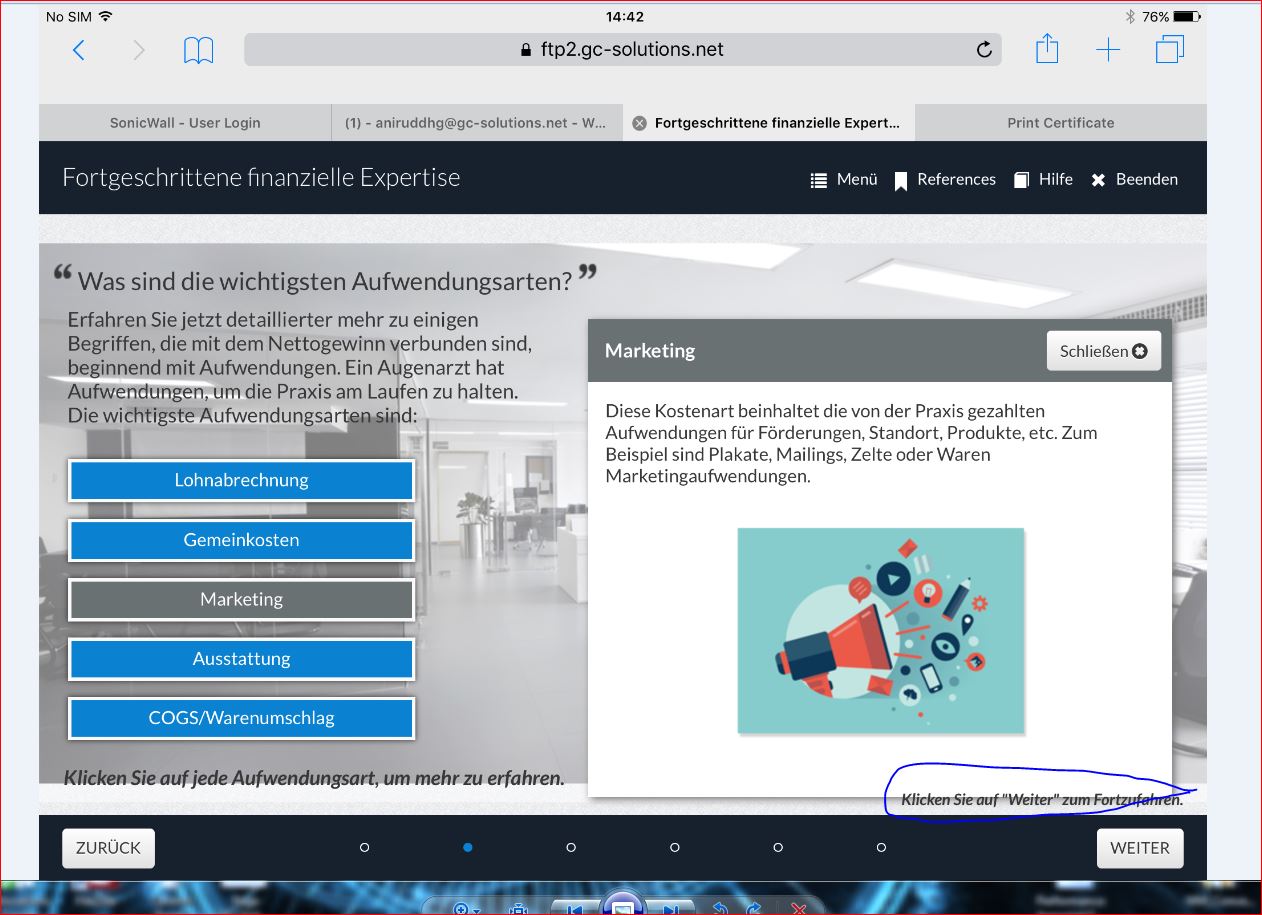 No SIM
14:42
76%
ftp2.gc-solutions.net
SonicWall - User Login
(1) - aniruddhg@gc-solutions.net - W...
Fortgeschrittene finanzielle Expert...
Print Certificate
Fortgeschrittene finanzielle Expertise
Menü
References
Hilfe
Beenden
“ Was sind die wichtigsten Aufwendungsarten? ”
Erfahren Sie jetzt detaillierter mehr zu einigen
Begriffen, die mit dem Nettogewinn verbunden sind,
beginnend mit Aufwendungen. Ein Augenarzt hat
Aufwendungen, um die Praxis am Laufen zu halten.
Die wichtigste Aufwendungsarten sind:
Lohnabrechnung
Gemeinkosten
Marketing
Ausstattung
COGS/Warenumschlag
Klicken Sie auf jede Aufwendungsart, um mehr zu erfahren.
Marketing
Schließen
Diese Kostenart beinhaltet die von der Praxis gezahlten
Aufwendungen für Förderungen, Standort, Produkte, etc. Zum
Beispiel sind Plakate, Mailings, Zelte oder Waren
Marketingaufwendungen.
Klicken Sie auf "Weiter" zum Fortzufahren.
ZURÜCK
WEITER